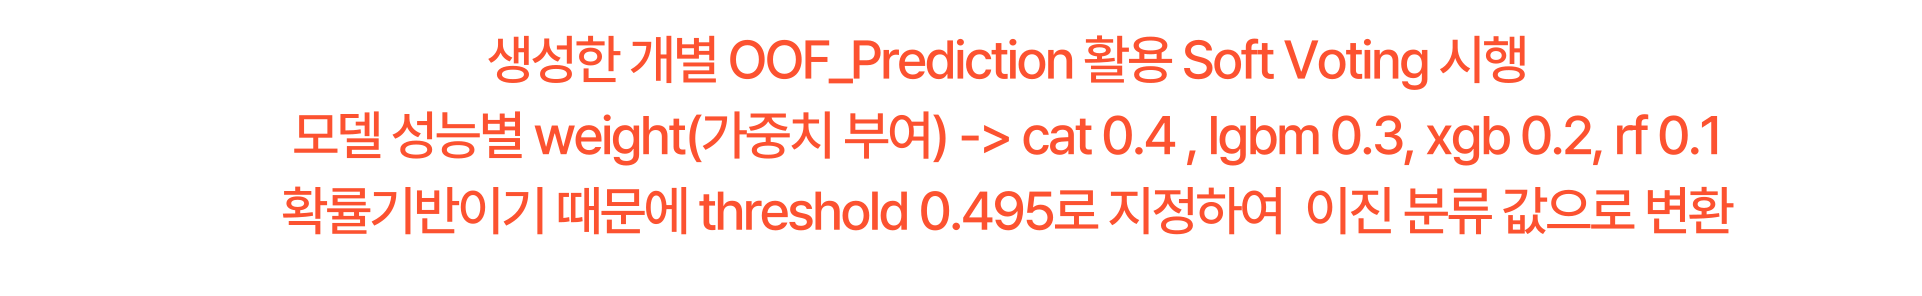 생성한 개별 OOF_Prediction 활용 Soft Voting 시행
모델 성능별 weight(가중치 부여) -> cat 0.4 , lgbm 0.3, xgb 0.2, rf 0.1
확률기반이기 때문에 threshold 0.495로 지정하여  이진 분류 값으로 변환